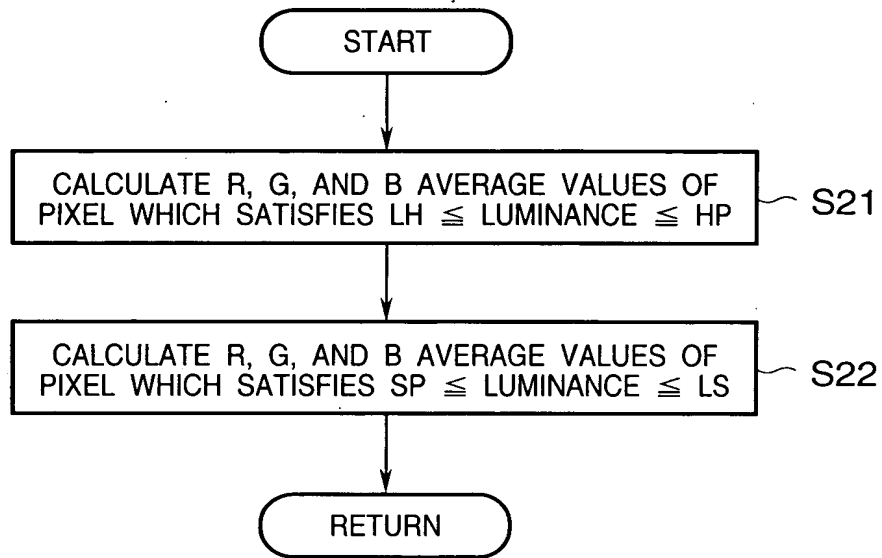 START
CALCULATE R, G, AND B AVERAGE VALUES OF
PIXEL WHICH SATISFIES LH ≦ LUMINANCE ≦ HP
S21
CALCULATE R, G, AND B AVERAGE VALUES OF
PIXEL WHICH SATISFIES SP ≦ LUMINANCE ≦ LS
S22
RETURN